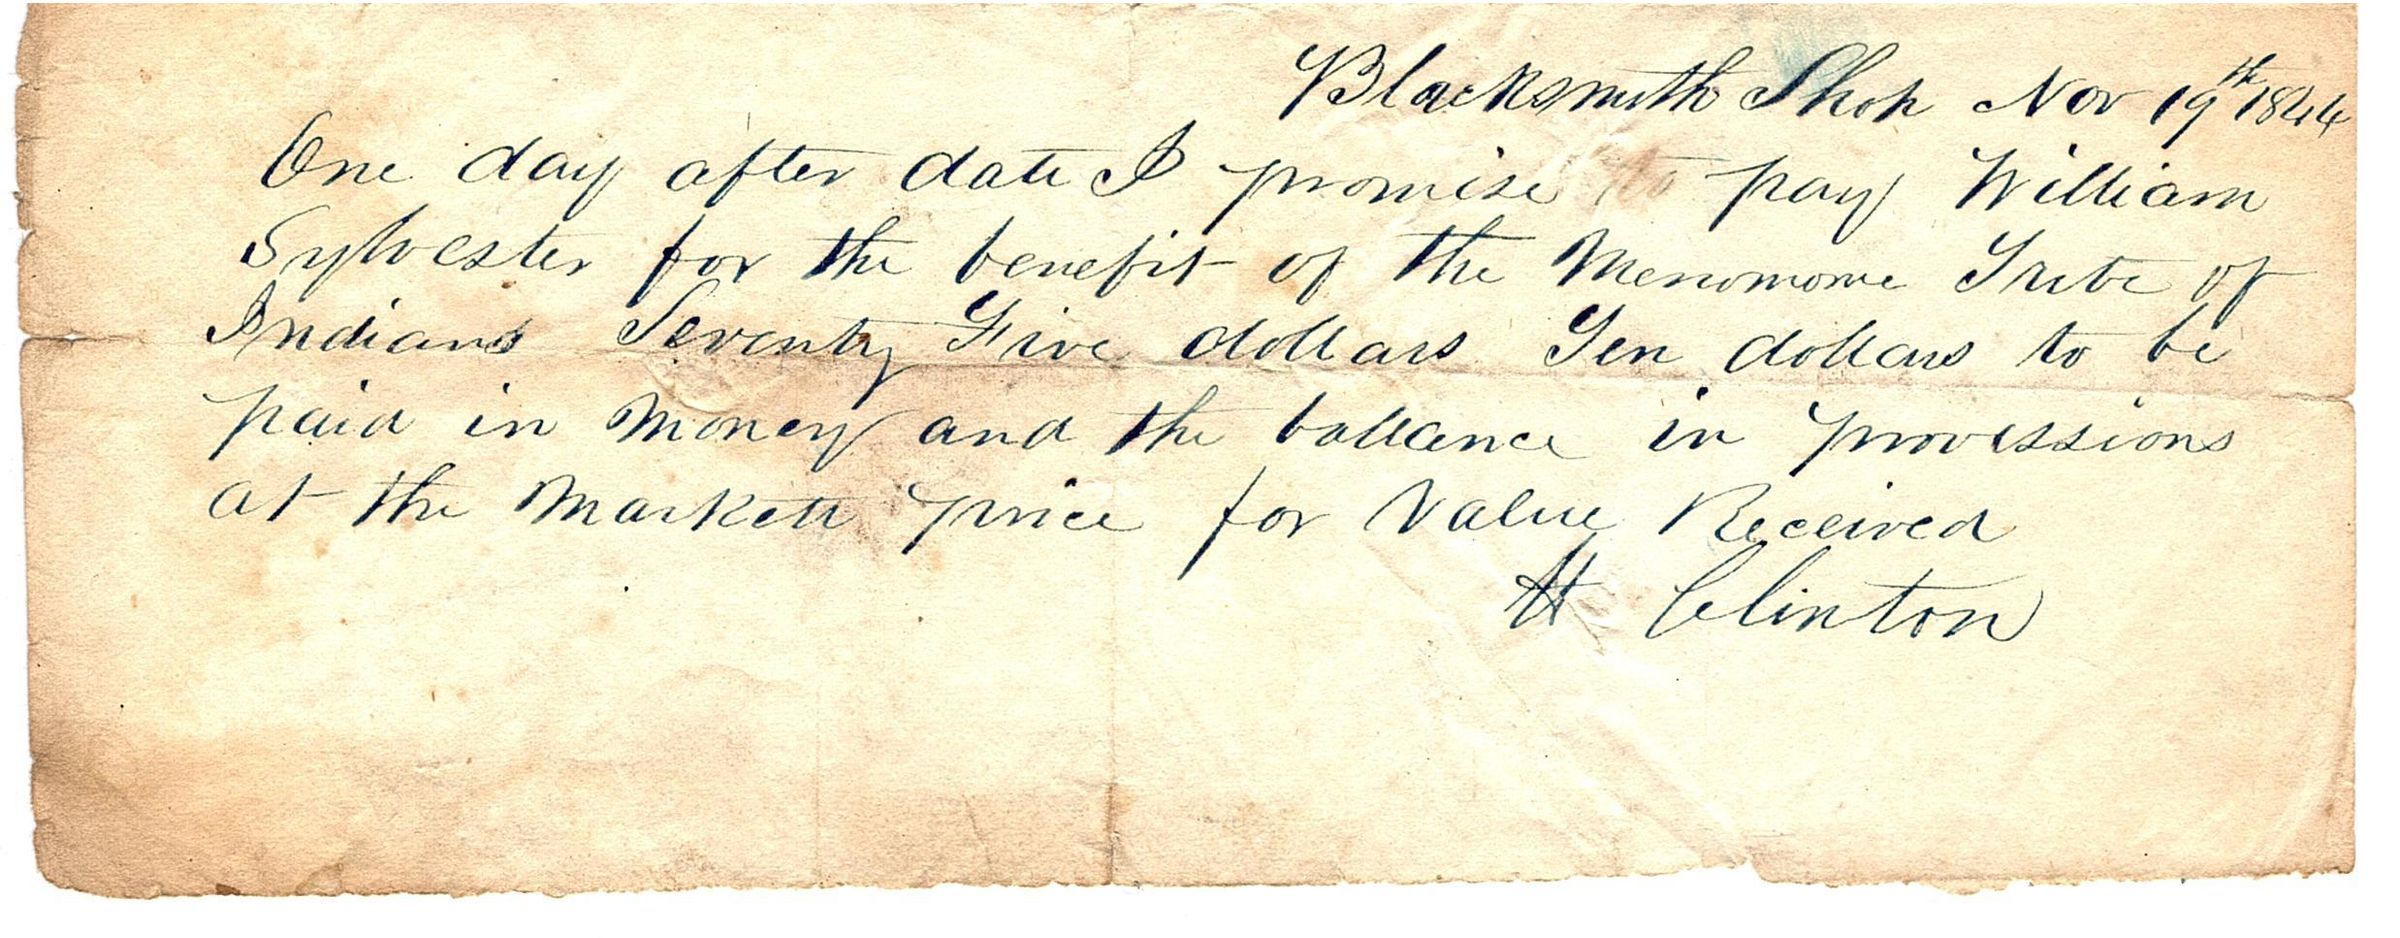 Blacksmith Shop Nov 19th 1844
One day after date I promise to pay William
Sylvester for the benefit of the Menomonie Tribe of
Indians Seventy Five dollars Ten dollars to be
paid in Money and the ballance in provissions
at the Markett price for Value Received
H Clinton